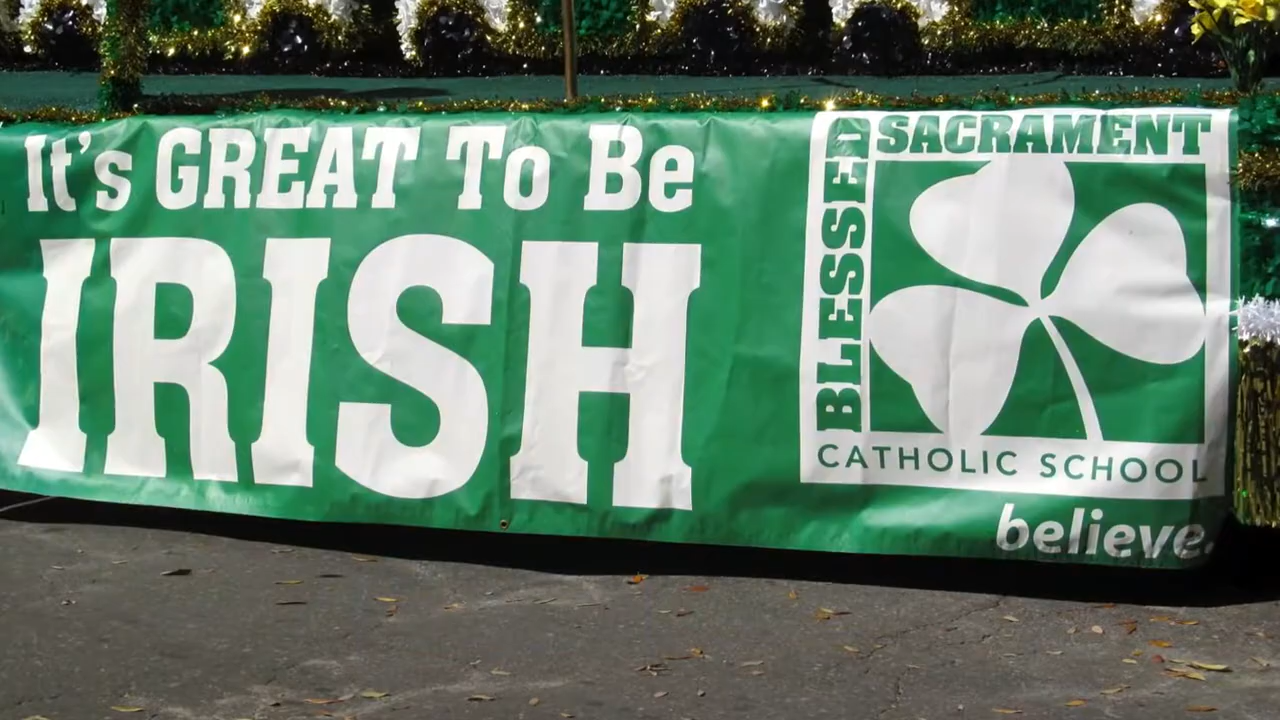 It's GREAT To Be
IRISH
BLESSED
SACRAMENT
CATHOLIC SCHOOL
believe.